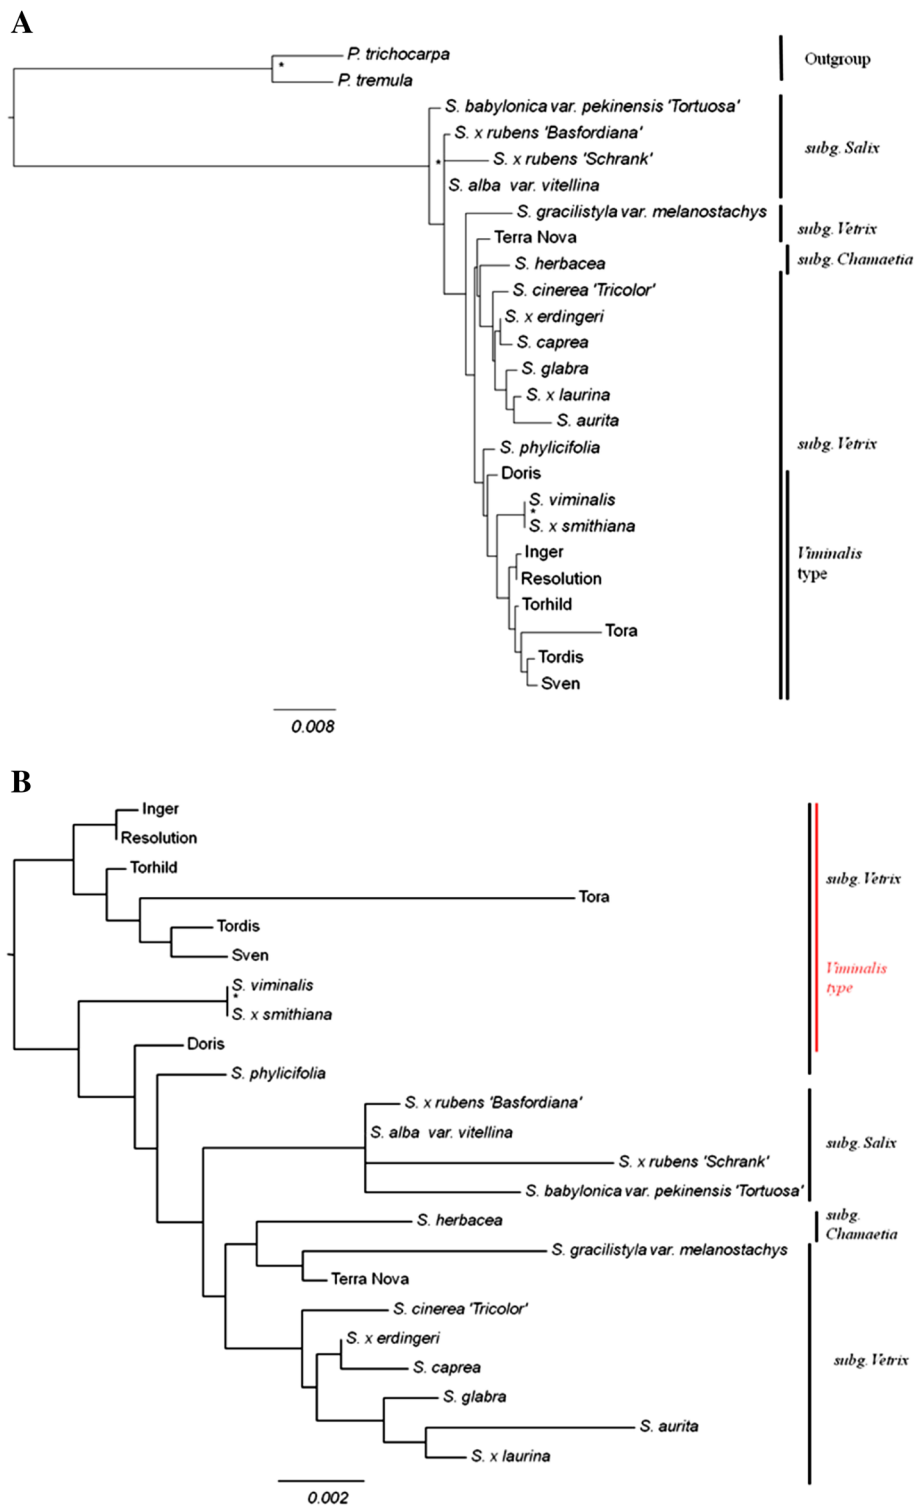 A
P. trichocarpa
*
P. tremula
Outgroup
S. babylonica var. pekinensis 'Tortuosa'
S. x rubens 'Basfordiana'
*
S. x rubens 'Schrank'
S. alba var. vitellina
subg. Salix
S. gracilistyla var. melanostachys
Terra Nova
subg. Vetrix
S. herbacea
subg. Chamaetia
S. cinerea 'Tricolor'
S. x erdingeri
S. caprea
S. glabra
S. x laurina
S. aurita
S. phylicifolia
subg. Vetrix
Doris
S. viminalis
*
S. x smithiana
Inger
Resolution
Torhild
Tora
Tordis
Sven
Viminalis
type
0.008
B
Inger
Resolution
Torhild
Tora
Tordis
Sven
subg. Vetrix
S. viminalis
*
S. x smithiana
Viminalis
type
Doris
S. phylicifolia
S. x rubens 'Basfordiana'
S. alba var. vitellina
S. x rubens 'Schrank'
S. babylonica var. pekinensis 'Tortuosa'
subg. Salix
S. herbacea
subg.
Chamaetia
S. gracilistyla var. melanostachys
Terra Nova
S. cinerea 'Tricolor'
S. x erdingeri
S. caprea
S. glabra
S. aurita
S. x laurina
subg. Vetrix
0.002